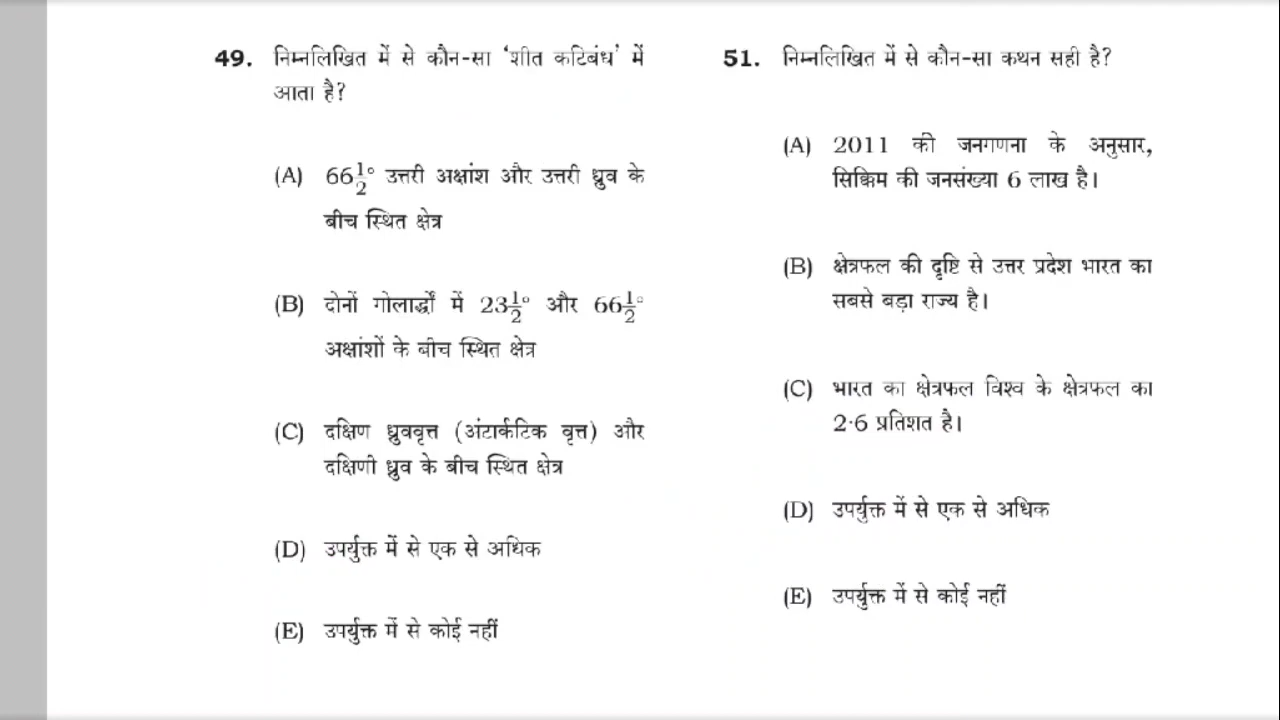 49. निम्नलिखित में से कौन-सा ‘शीत कटिबंध’ में
आता है?
(A) 66½° उत्तरी अक्षांश और उत्तरी ध्रुव के
बीच स्थित क्षेत्र
(B) दोनों गोलार्द्धों में 23½° और 66½°
अक्षांशों के बीच स्थित क्षेत्र
(C) दक्षिण ध्रुववृत्त (अंटार्कटिक वृत्त) और
दक्षिणी ध्रुव के बीच स्थित क्षेत्र
(D) उपर्युक्त में से एक से अधिक
(E) उपर्युक्त में से कोई नहीं
51. निम्नलिखित में से कौन-सा कथन सही है?
(A) 2011 की जनगणना के अनुसार,
सिक्किम की जनसंख्या 6 लाख है।
(B) क्षेत्रफल की दृष्टि से उत्तर प्रदेश भारत का
सबसे बड़ा राज्य है।
(C) भारत का क्षेत्रफल विश्व के क्षेत्रफल का
2·6 प्रतिशत है।
(D) उपर्युक्त में से एक से अधिक
(E) उपर्युक्त में से कोई नहीं